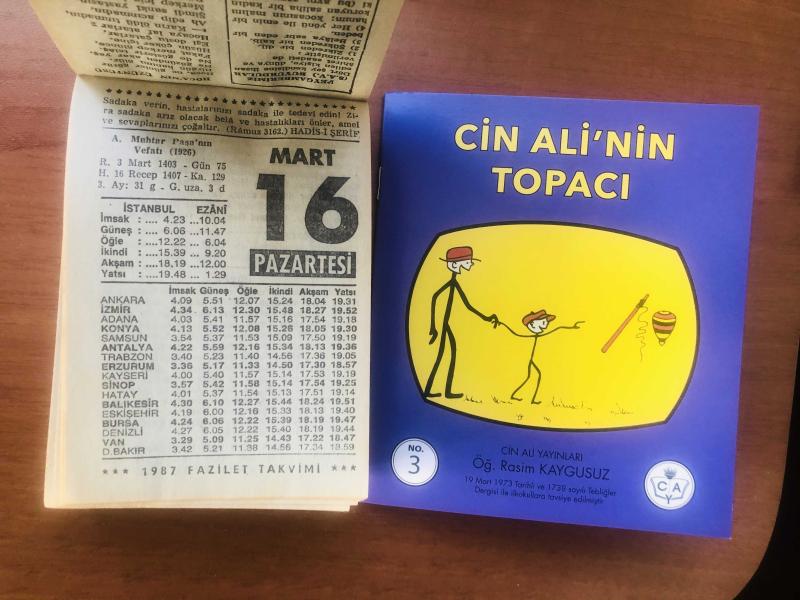 PEYGAMBERİMİZ
(S.A.V.) BUYURDULAR
Sadaka verin, hastalarınızı sadaka ile tedavi edin! Zi-
ra sadaka arız olacak belâ ve hastalıkları önler, amel
ve sevaplarınızı çoğaltır. (Râmuz 3162.) HADİS-İ ŞERİF
A. Muhtar Paşa'nın
Vefatı (1926)
R. 3 Mart 1403 - Gün 75
H. 16 Recep 1407 - Ka. 129
3. Ay: 31 g - G. uza. 3 d
MART
16
PAZARTESİ
İSTANBUL EZANÎ
İmsak : .... 4.23 ...10.04
Güneş : .... 6.06 ...11.47
Öğle : ....12.22 ... 6.04
İkindi : ....15.39 ... 9.20
Akşam : ....18.19 ...12.00
Yatsı : ....19.48 ... 1.29
İmsak Güneş Öğle İkindi Akşam Yatsı
ANKARA 4.09 5.51 12.07 15.24 18.04 19.31
İZMİR 4.34 6.13 12.30 15.48 18.27 19.52
ADANA 4.03 5.41 11.57 15.16 17.54 19.18
KONYA 4.13 5.52 12.08 15.26 18.05 19.30
SAMSUN 3.54 5.37 11.53 15.09 17.50 19.19
ANTALYA 4.22 5.59 12.16 15.34 18.13 19.36
TRABZON 3.40 5.23 11.40 14.56 17.36 19.05
ERZURUM 3.36 5.17 11.33 14.50 17.30 18.57
KAYSERİ 4.00 5.40 11.57 15.14 17.53 19.19
SİNOP 3.57 5.42 11.58 15.14 17.54 19.25
HATAY 4.01 5.37 11.54 15.13 17.51 19.14
BALIKESİR 4.30 6.10 12.27 15.44 18.24 19.51
ESKİŞEHİR 4.19 6.00 12.16 15.33 18.13 19.40
BURSA 4.24 6.06 12.22 15.39 18.19 19.47
DENİZLİ 4.27 6.05 12.22 15.40 18.19 19.44
VAN 3.29 5.09 11.25 14.43 17.22 18.47
D.BAKIR 3.42 5.21 11.38 14.56 17.34 18.59
★★★ 1987 FAZİLET TAKVİMİ ★★★
CİN ALİ'NİN
TOPACI
NO.
3
CİN ALİ YAYINLARI
Öğ. Rasim KAYGUSUZ
19 Mart 1973 Tarihli ve 1738 sayılı Tebliğler
Dergisi ile ilkokullara tavsiye edilmiştir
C A
Y